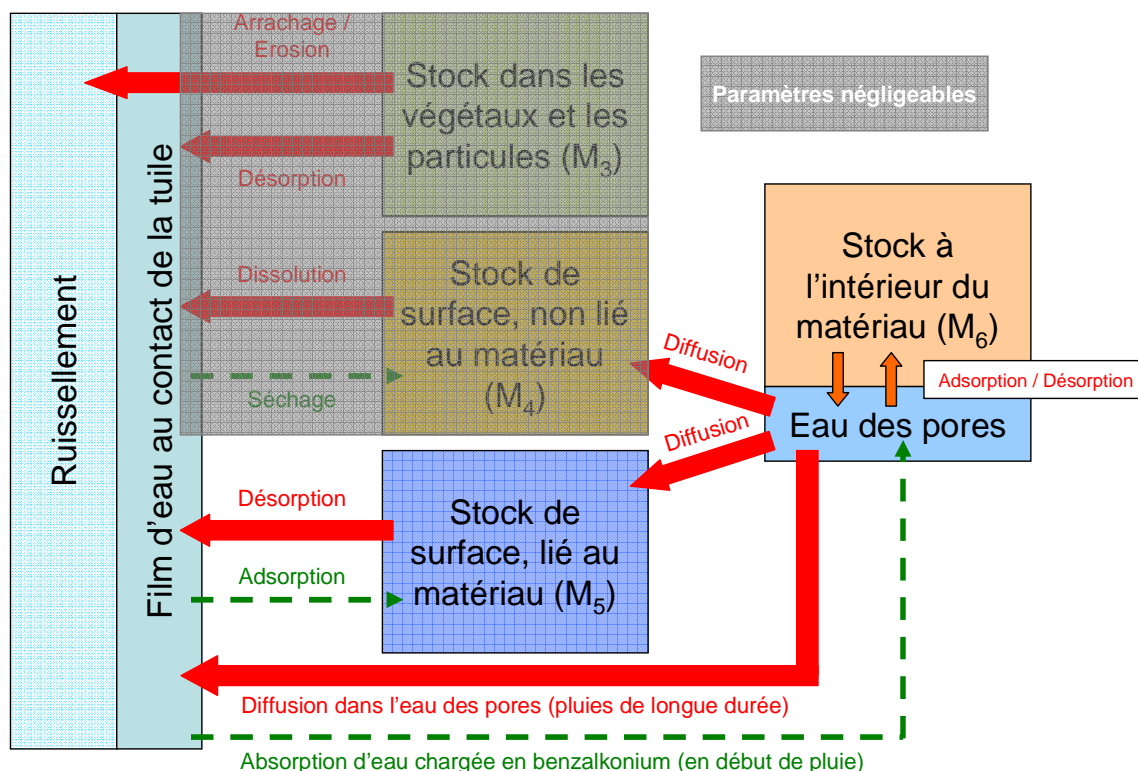 Ruissellement
Film d'eau au contact de la tuile
Arrachage /
Erosion
Stock dans les
végétaux et les
particules (M3)
Désorption
Dissolution
Stock de
surface, non lié
au matériau
(M4)
Séchage
Désorption
Stock de
surface, lié au
matériau (M5)
Adsorption
Diffusion
Diffusion
Paramètres négligeables
Stock à
l'intérieur du
matériau (M6)
Adsorption / Désorption
Eau des pores
Diffusion dans l'eau des pores (pluies de longue durée)
Absorption d'eau chargée en benzalkonium (en début de pluie)